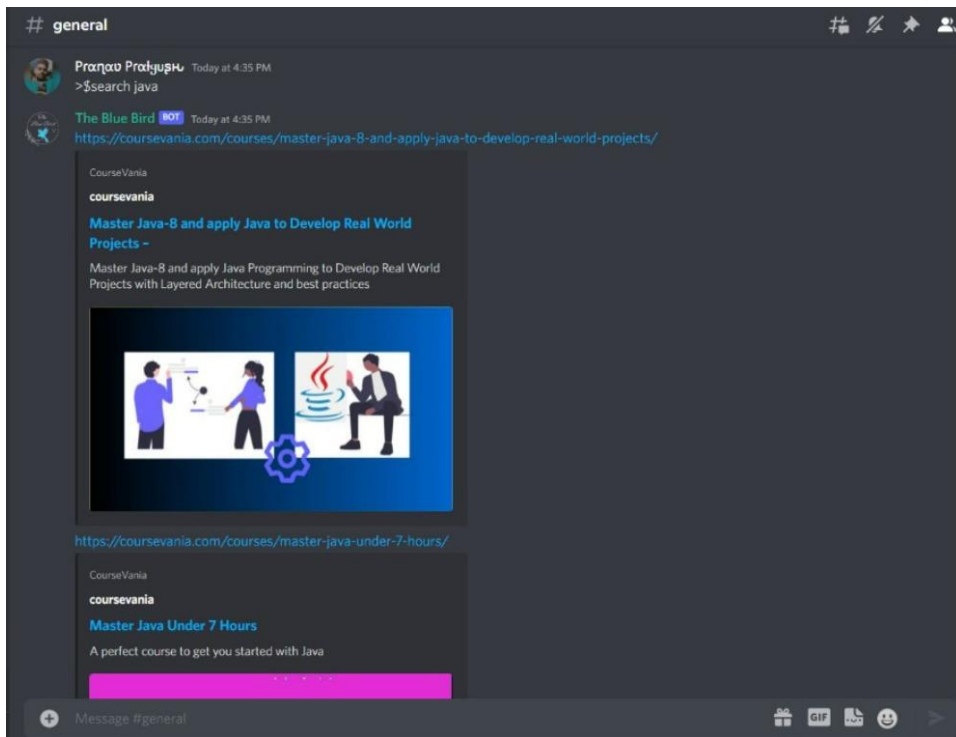 # general
Praηαυ Pratyuşн Today at 4:35 PM
>$search java
The Blue Bird BOT Today at 4:35 PM
https://coursevania.com/courses/master-java-8-and-apply-java-to-develop-real-world-projects/
CourseVania
coursevania
Master Java-8 and apply Java to Develop Real World
Projects –
Master Java-8 and apply Java Programming to Develop Real World
Projects with Layered Architecture and best practices
https://coursevania.com/courses/master-java-under-7-hours/
CourseVania
coursevania
Master Java Under 7 Hours
A perfect course to get you started with Java
Message #general
GIF